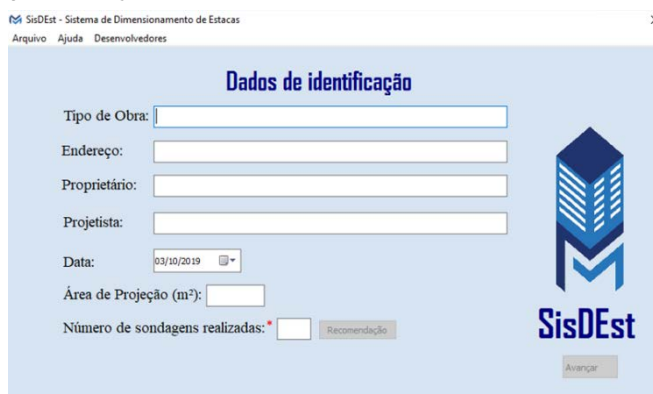 SisDEst - Sistema de Dimensionamento de Estacas
Arquivo Ajuda Desenvolvedores
Dados de identificação
Tipo de Obra:
Endereço:
Proprietário:
Projetista:
Data: 03/10/2019
Área de Projeção (m²):
Número de sondagens realizadas:* Recomendação
SisDEst
Avançar